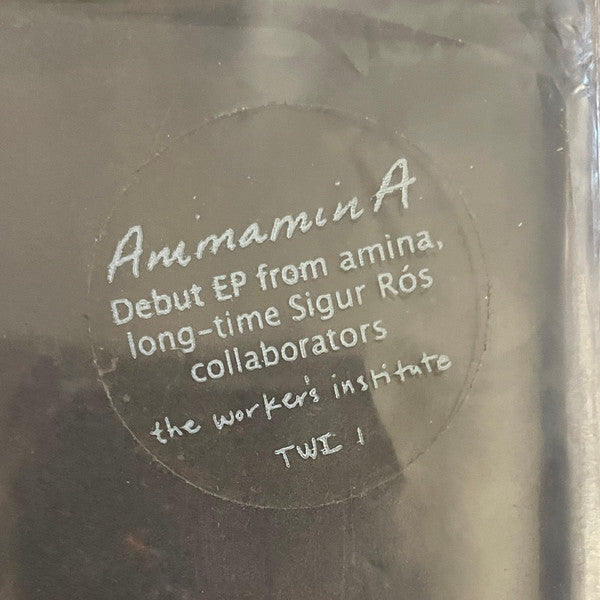 AnimaminA
Debut EP from amina,
long-time Sigur Rós
collaborators
the worker's institute
TWI 1